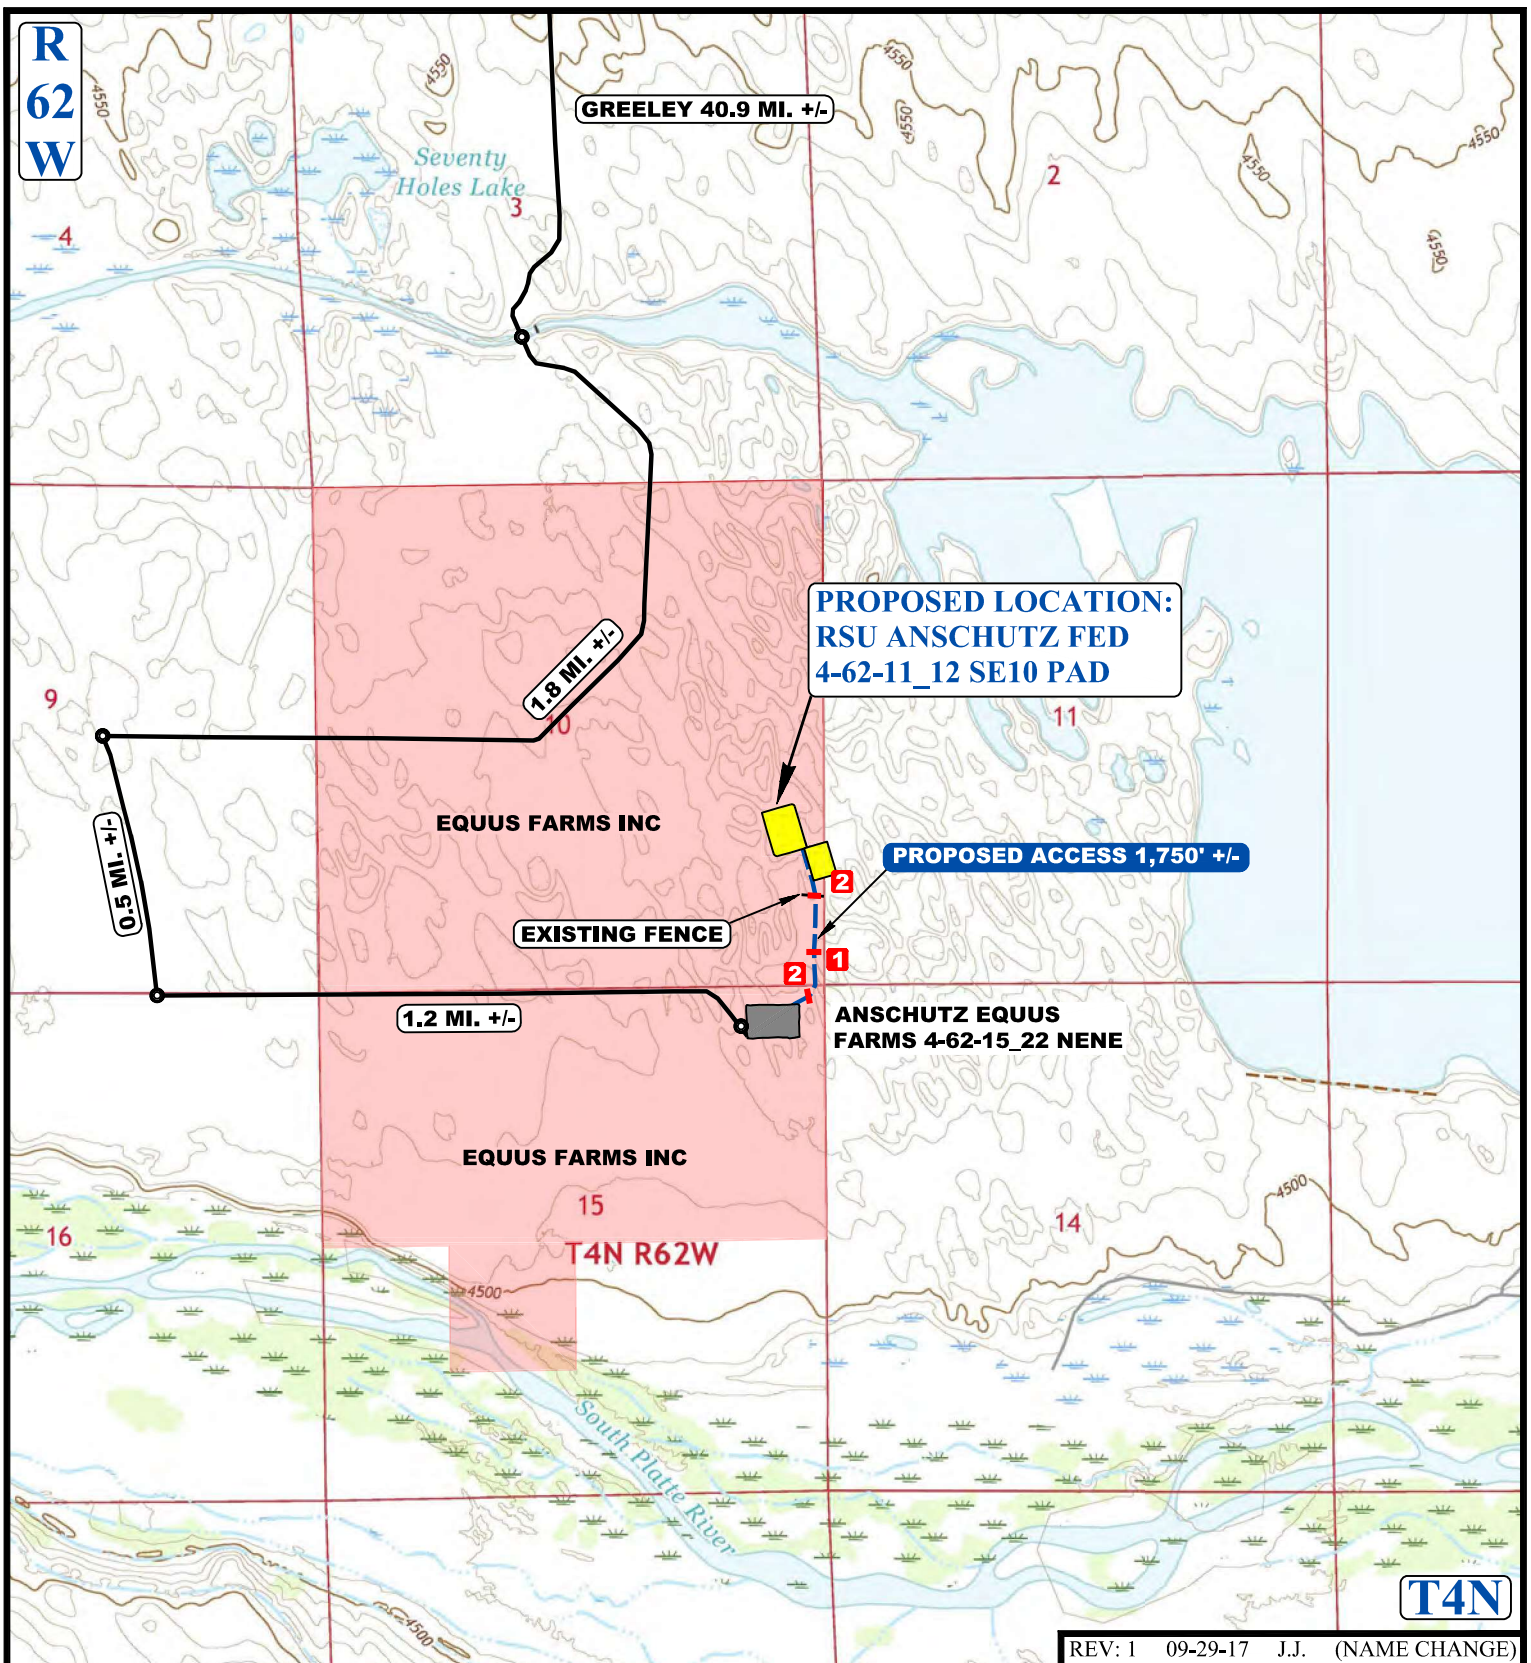 R
62
W
4550
4550
4550
4550
4550
4550
4550
GREELEY 40.9 MI. +/-
Seventy
Holes Lake
2
3
4
PROPOSED LOCATION:
RSU ANSCHUTZ FED
4-62-11_12 SE10 PAD
1.8 MI. +/-
9
10
11
EQUUS FARMS INC
0.5 MI. +/-
PROPOSED ACCESS 1,750' +/-
2
EXISTING FENCE
1
2
1.2 MI. +/-
ANSCHUTZ EQUUS
FARMS 4-62-15_22 NENE
EQUUS FARMS INC
4500
15
14
16
T4N R62W
4500
South Platte River
T4N
4500
REV: 1 09-29-17 J.J. (NAME CHANGE)